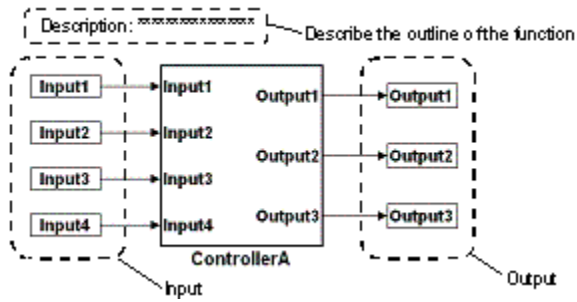 Description: ××××××××××××××
Describe the outline of the function
Input1
Input2
Input3
Input4
Input1
Input2
Input3
Input4
Output1
Output2
Output3
ControllerA
Output1
Output2
Output3
Input
Output